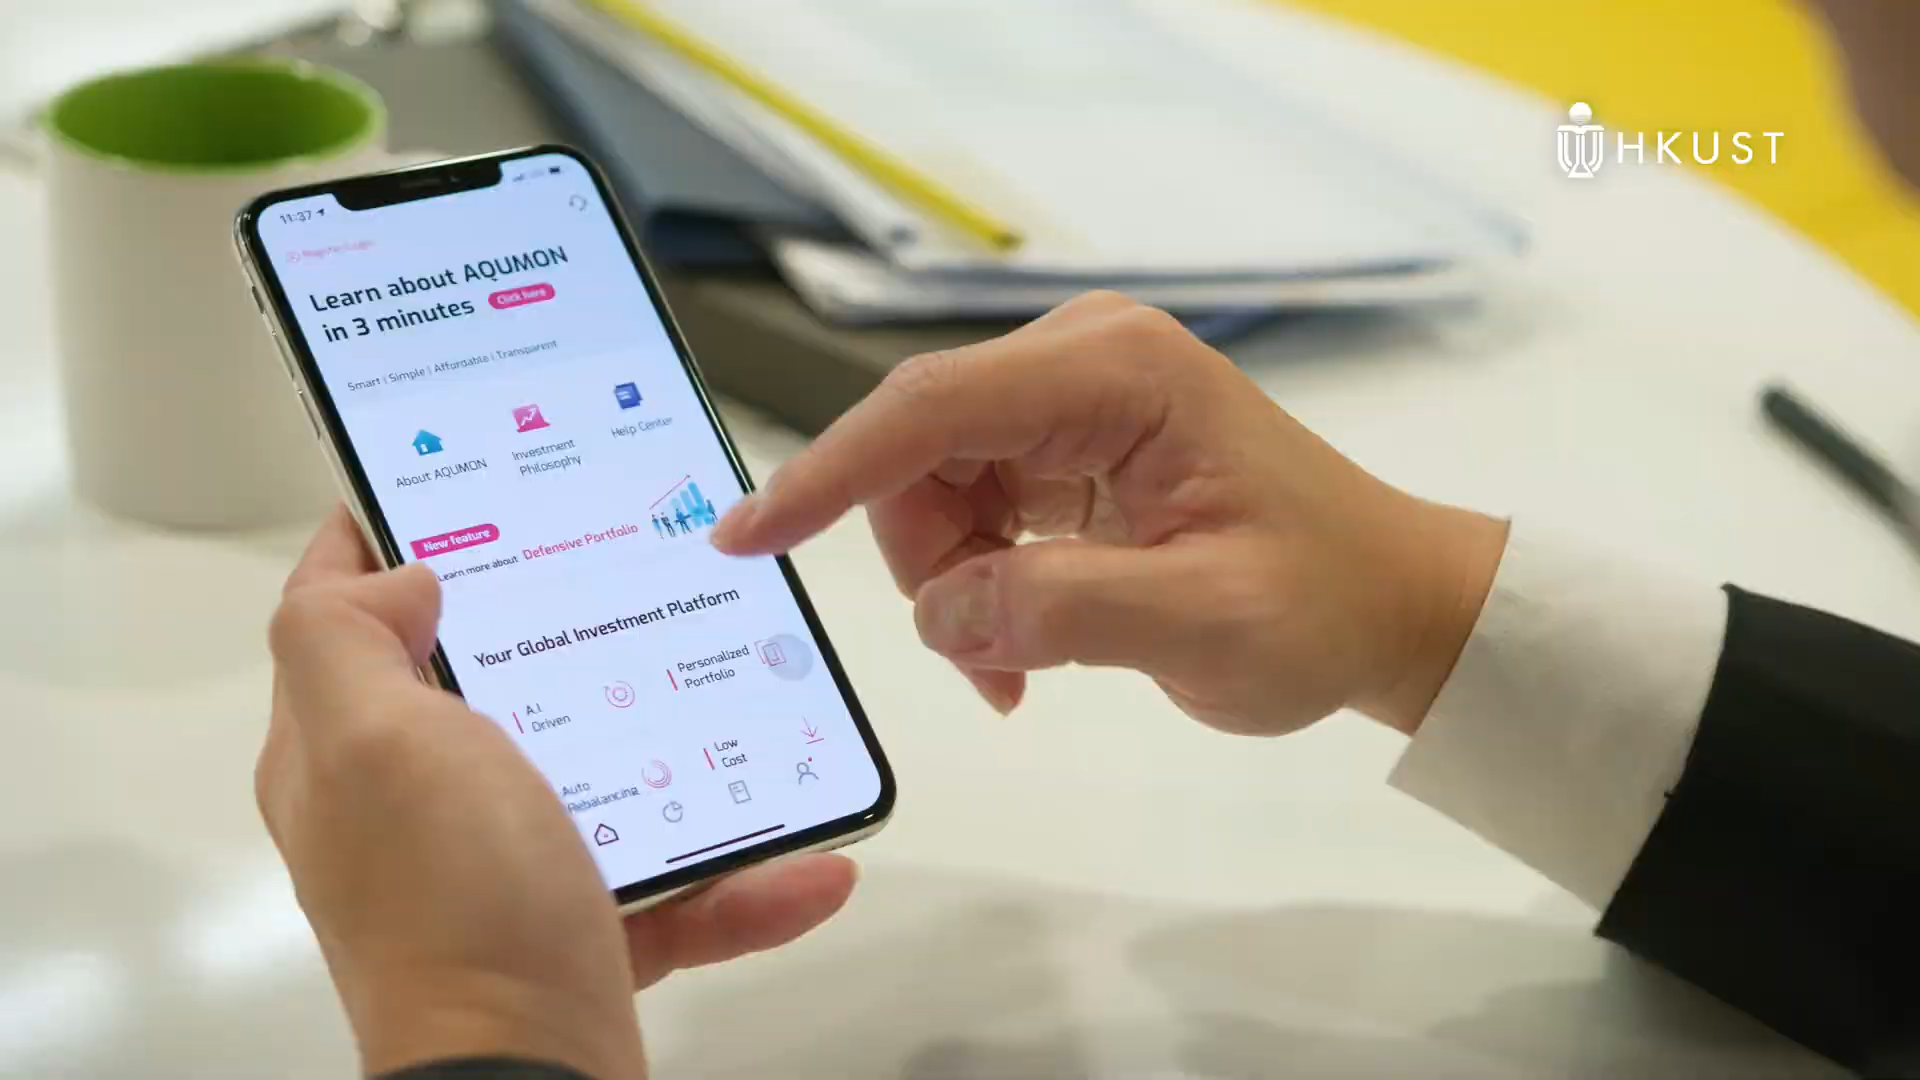 HKUST
11:37
Register/Login
Learn about AQUMON
in 3 minutes
Click here
Smart | Simple | Affordable | Transparent
About AQUMON
Investment
Philosophy
Help Center
New feature
Learn more about Defensive Portfolio
Your Global Investment Platform
A.I.
Driven
Personalized
Portfolio
Auto
Rebalancing
Low
Cost